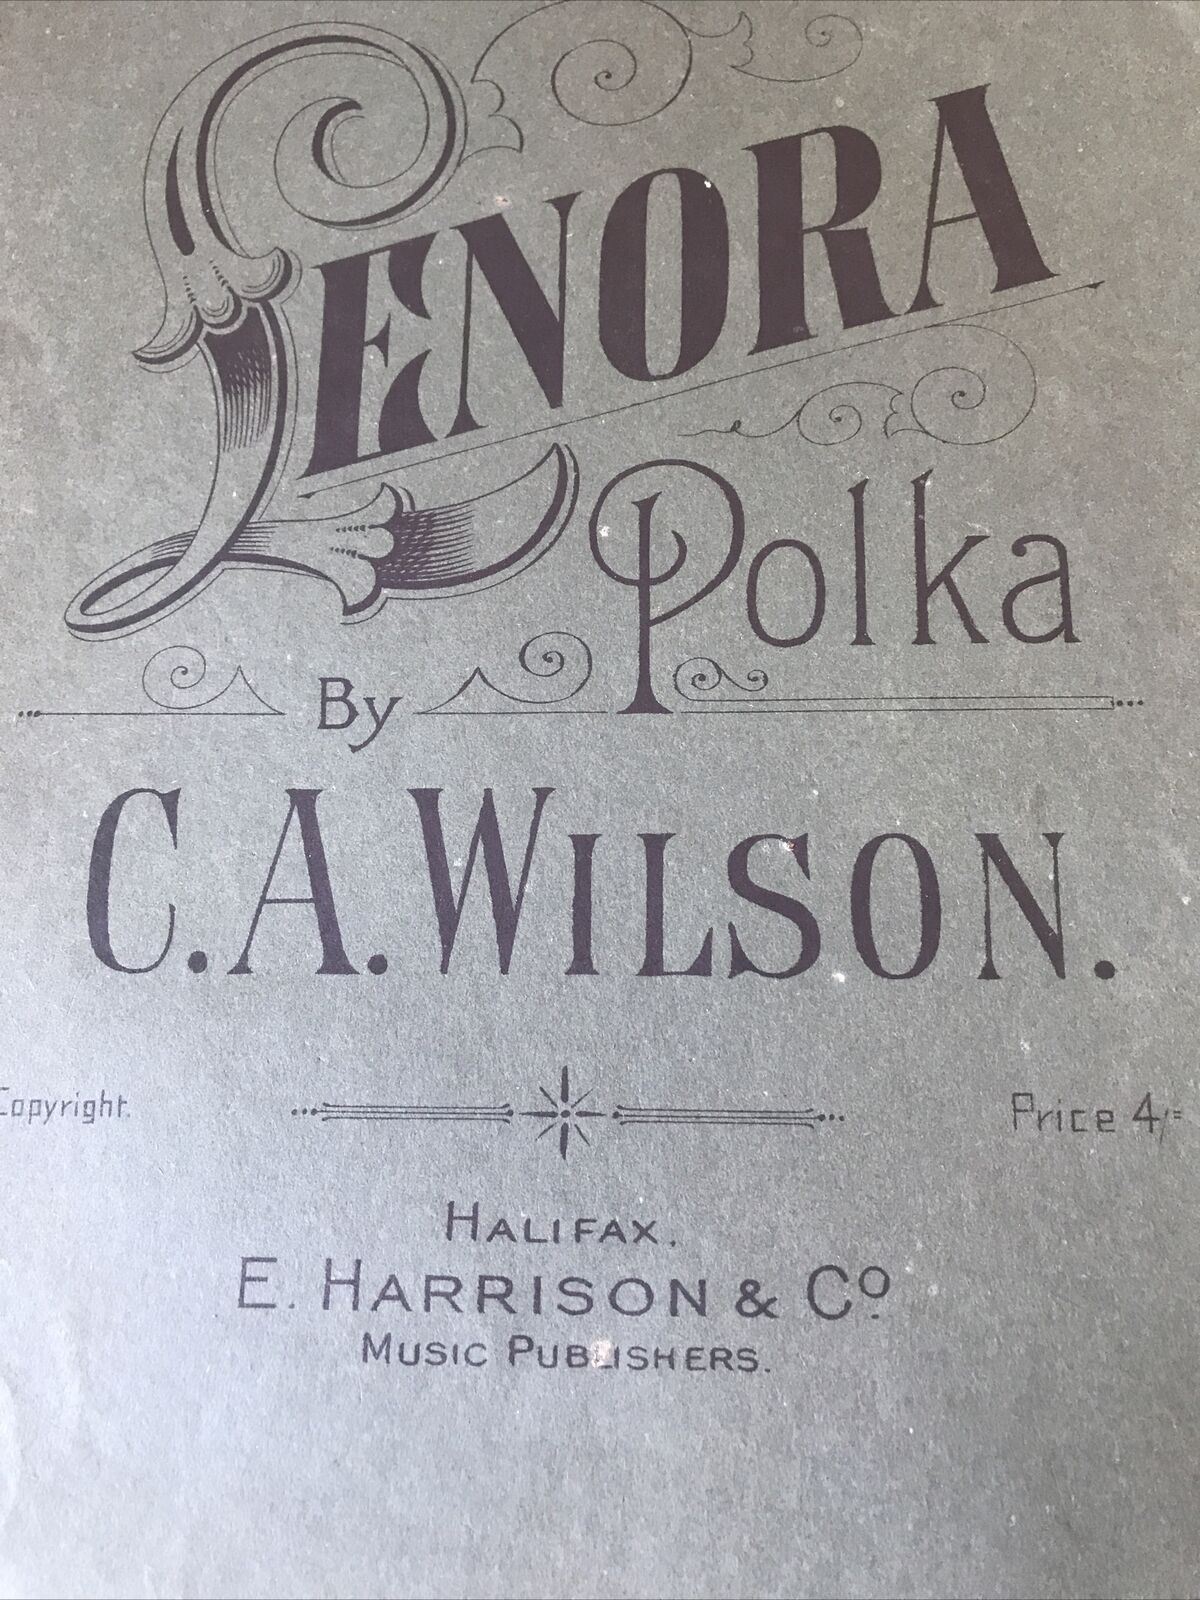 LENORA
Polka
By
C. A. WILSON.
Copyright.
Price 4/=
HALIFAX.
E. HARRISON & Co.
MUSIC PUBLISHERS.